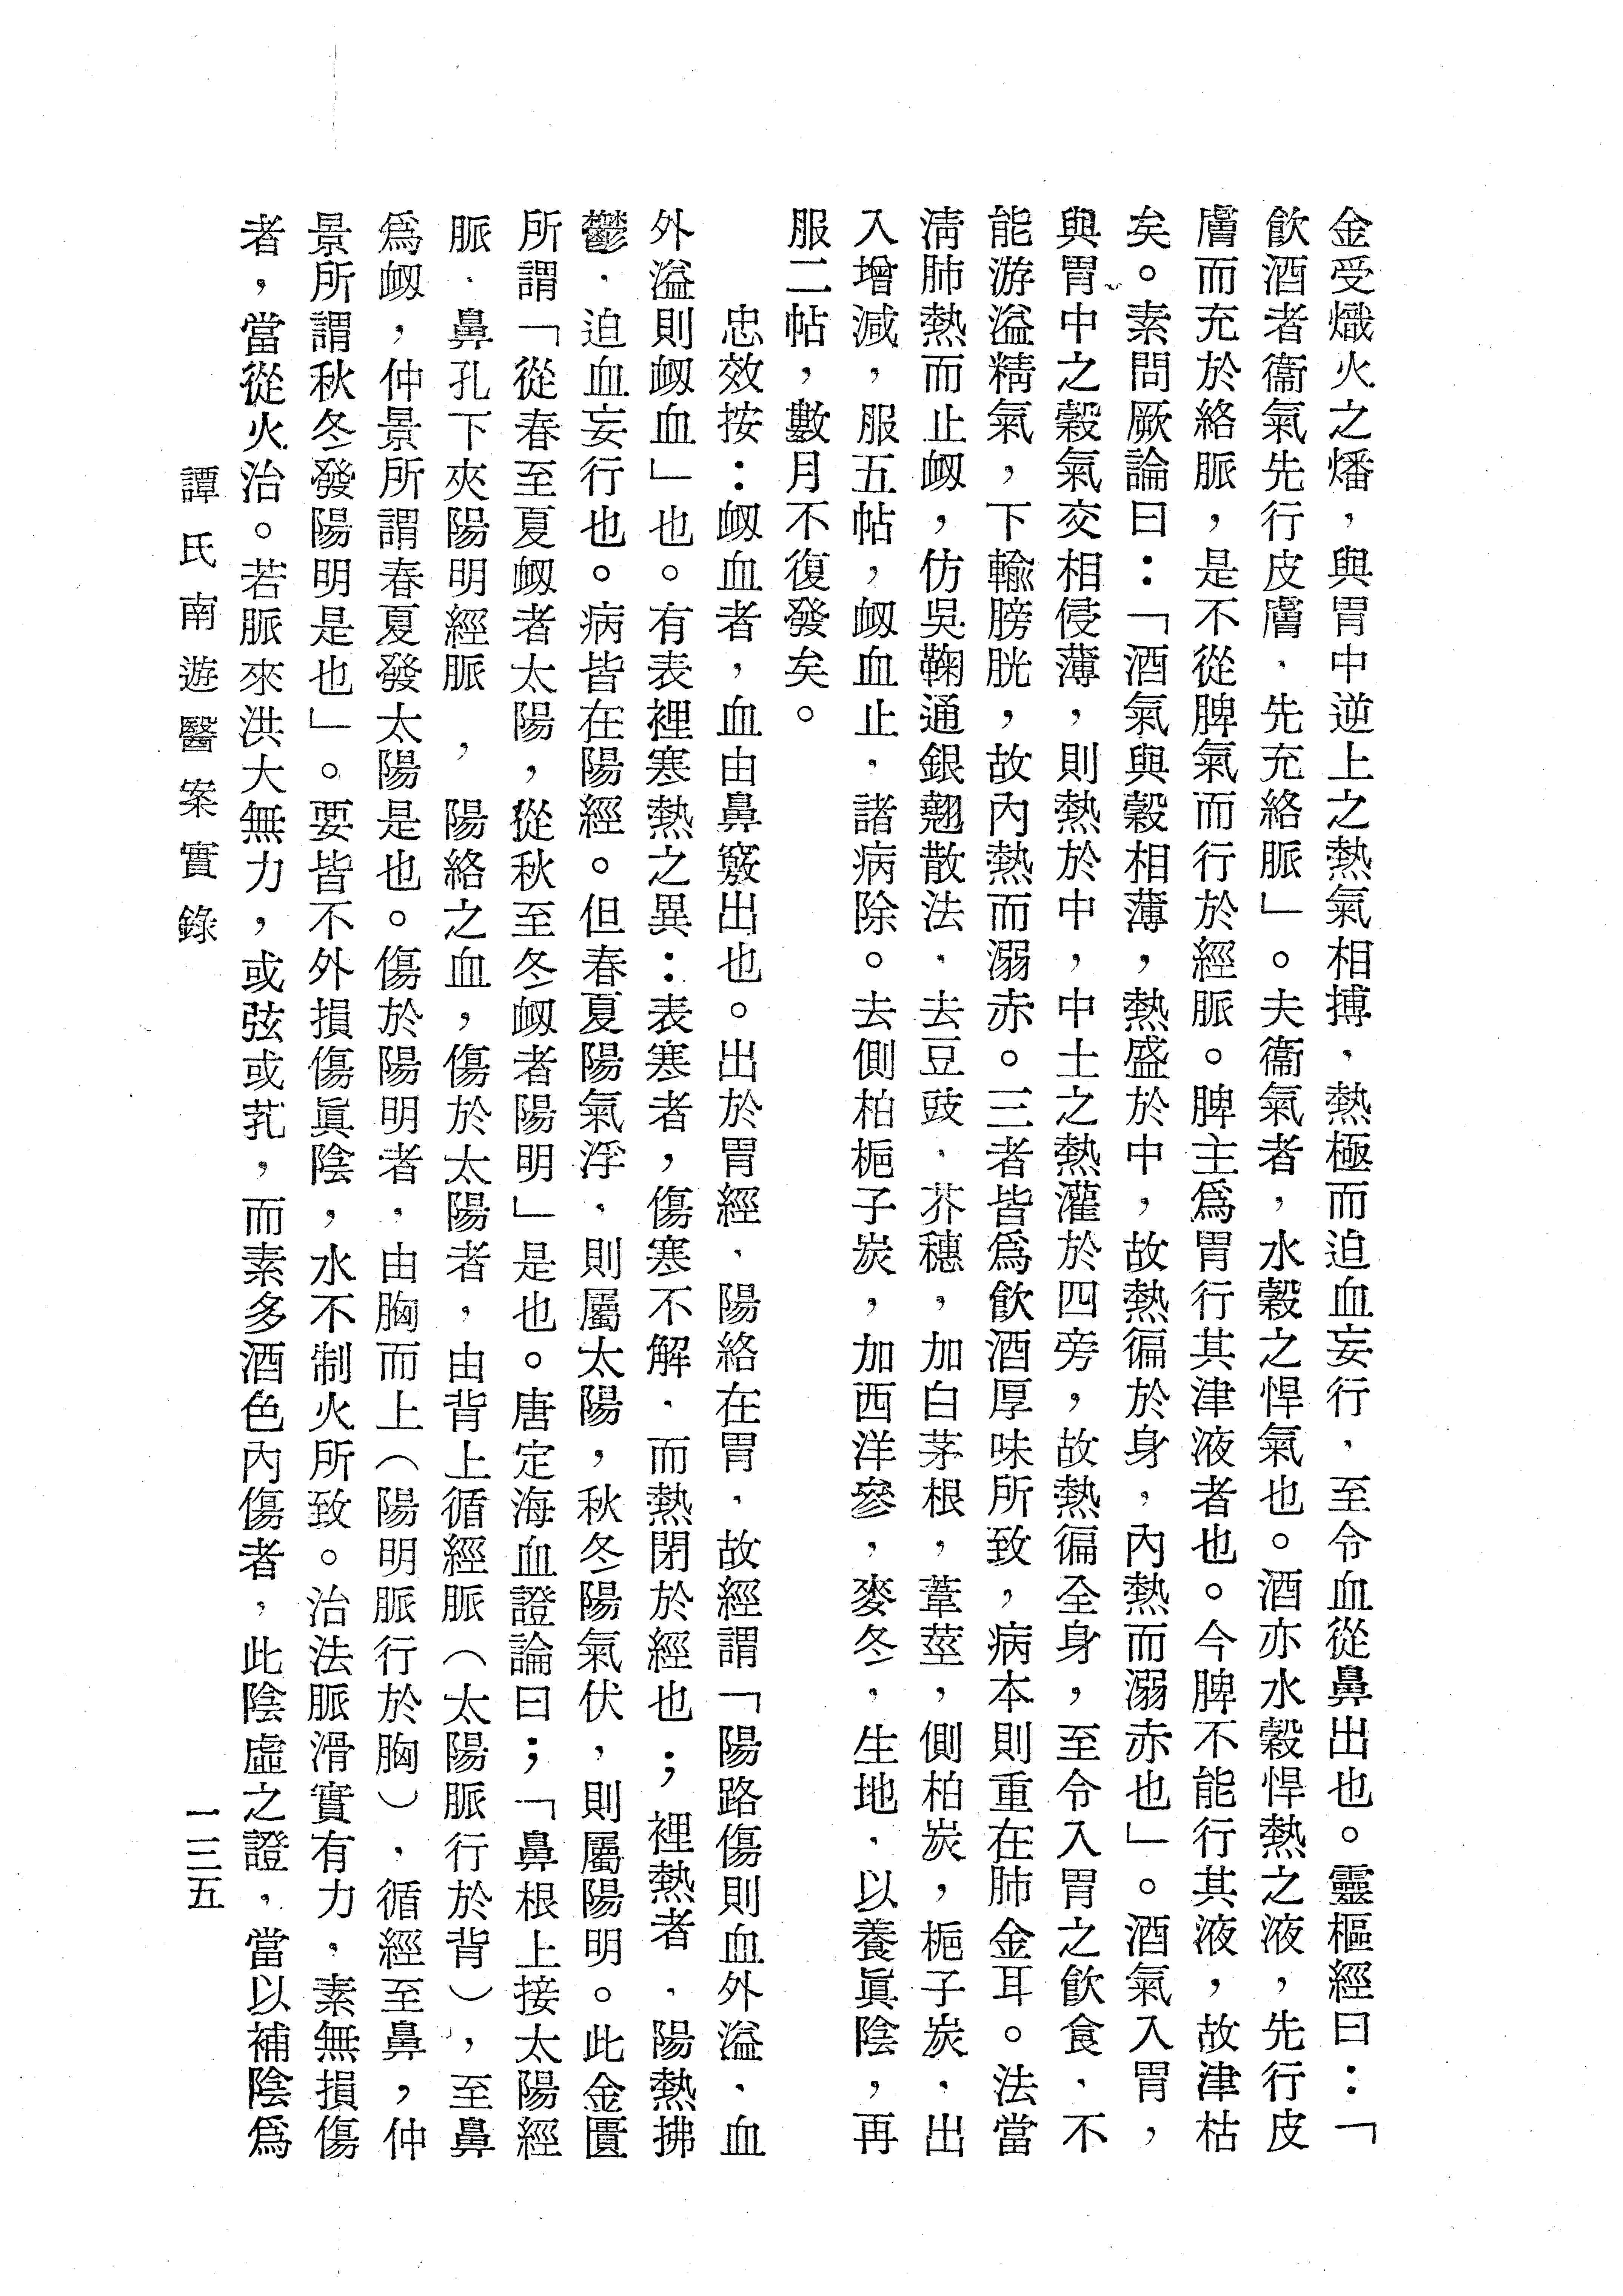 金受熾火之燔，與胃中逆上之熱氣相搏，熱極而迫血妄行，至令血從鼻出也。靈樞經曰：「
飲酒者衞氣先行皮膚，先充絡脈」。夫衞氣者，水穀之悍氣也。酒亦水穀悍熱之液，先行皮
膚而充於絡脈，是不從脾氣而行於經脈。脾主爲胃行其津液者也。今脾不能行其液，故津枯
矣。素問厥論曰：「酒氣與穀相薄，熱盛於中，故熱徧於身，內熱而溺赤也」。酒氣入胃，
與胃中之穀氣交相侵薄，則熱於中，中土之熱灌於四旁，故熱徧全身，至令入胃之飲食，不
能游溢精氣，下輸膀胱，故內熱而溺赤。三者皆爲飲酒厚味所致，病本則重在肺金耳。法當
淸肺熱而止衂，仿吳鞠通銀翹散法，去豆豉，芥穗，加白茅根，葦莖，側柏炭，梔子炭，出
入增減，服五帖，衂血止，諸病除。去側柏梔子炭，加西洋參，麥冬，生地，以養眞陰，再
服二帖，數月不復發矣。
忠效按：衂血者，血由鼻竅出也。出於胃經，陽絡在胃，故經謂「陽路傷則血外溢，血
外溢則衂血」也。有表裡寒熱之異：表寒者，傷寒不解，而熱閉於經也；裡熱者，陽熱拂
鬱，迫血妄行也。病皆在陽經。但春夏陽氣浮，則屬太陽，秋冬陽氣伏，則屬陽明。此金匱
所謂「從春至夏衂者太陽，從秋至冬衂者陽明」是也。唐定海血證論曰；「鼻根上接太陽經
脈，鼻孔下夾陽明經脈，陽絡之血，傷於太陽者，由背上循經脈（太陽脈行於背），至鼻
爲衂，仲景所謂春夏發太陽是也。傷於陽明者，由胸而上（陽明脈行於胸），循經至鼻，仲
景所謂秋冬發陽明是也」。要皆不外損傷眞陰，水不制火所致。治法脈滑實有力，素無損傷
者，當從火治。若脈來洪大無力，或弦或芤，而素多酒色內傷者，此陰虛之證，當以補陰爲
譚氏南遊醫案實錄
一三五